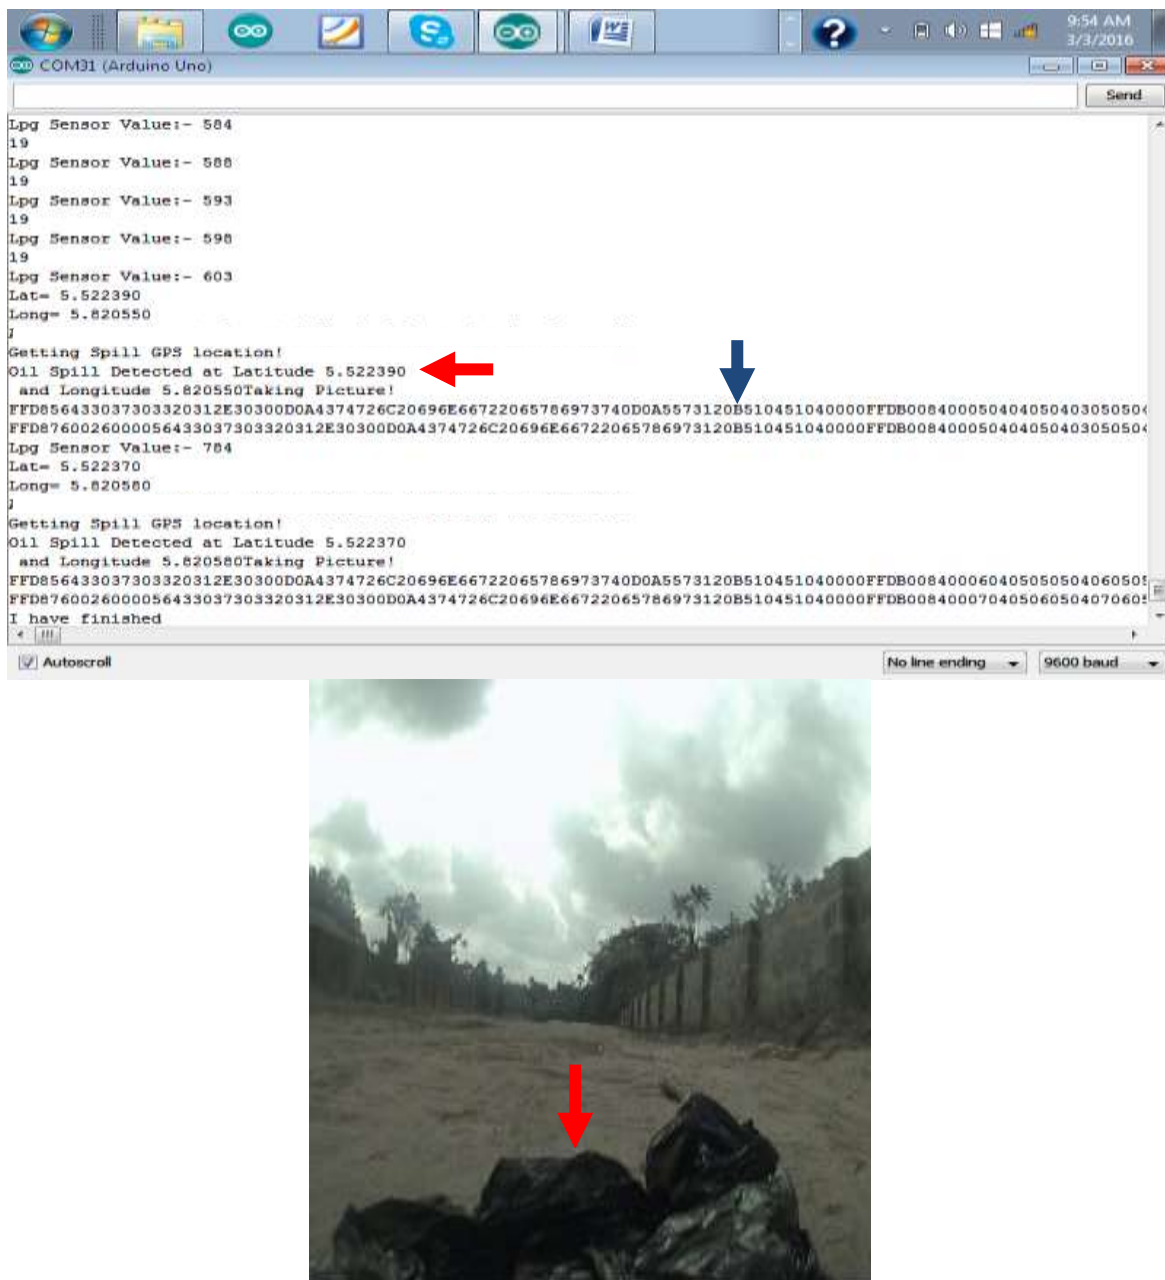 9:54 AM
3/3/2016
COM31 (Arduino Uno)
Send
Lpg Sensor Value:- 584
19
Lpg Sensor Value:- 588
19
Lpg Sensor Value:- 593
19
Lpg Sensor Value:- 598
19
Lpg Sensor Value:- 603
Lat= 5.522390
Long= 5.820550
Getting Spill GPS location!
Oil Spill Detected at Latitude 5.522390
and Longitude 5.820550Taking Picture!
FFD856433037303320312E30300D0A4374726C20696E66722065786973740D0A5573120B510451040000FFDB008400050404050403050504
FFD8760026000056433037303320312E30300D0A4374726C20696E66722065786973120B510451040000FFDB008400050404050403050504
Lpg Sensor Value:- 784
Lat= 5.522370
Long= 5.820580
Getting Spill GPS location!
Oil Spill Detected at Latitude 5.522370
and Longitude 5.820580Taking Picture!
FFD856433037303320312E30300D0A4374726C20696E66722065786973740D0A5573120B510451040000FFDB008400060405050504060505
FFD8760026000056433037303320312E30300D0A4374726C20696E66722065786973120B510451040000FFDB008400070405060504070605
I have finished
Autoscroll
No line ending
9600 baud